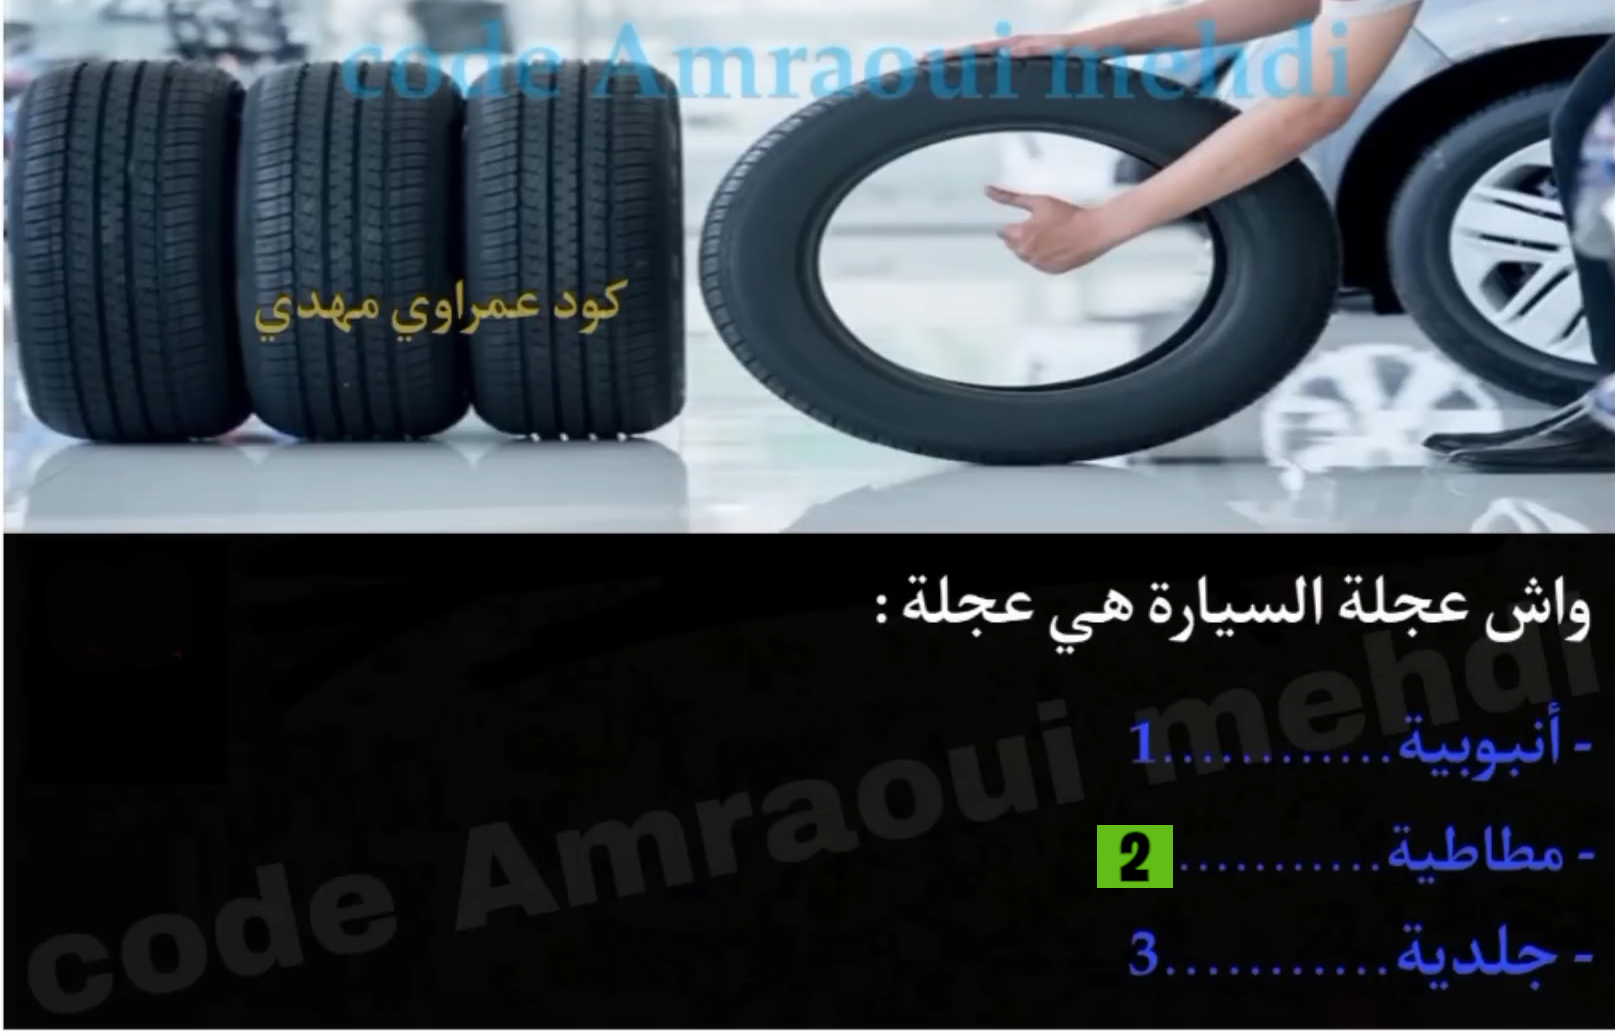 code Amraoui mehdi
كود عمراوي مهدي
واش عجلة السيارة هي عجلة :
- أنبوبية............1
- مطاطية...........2
- جلدية...........3
code Amraoui mehdi